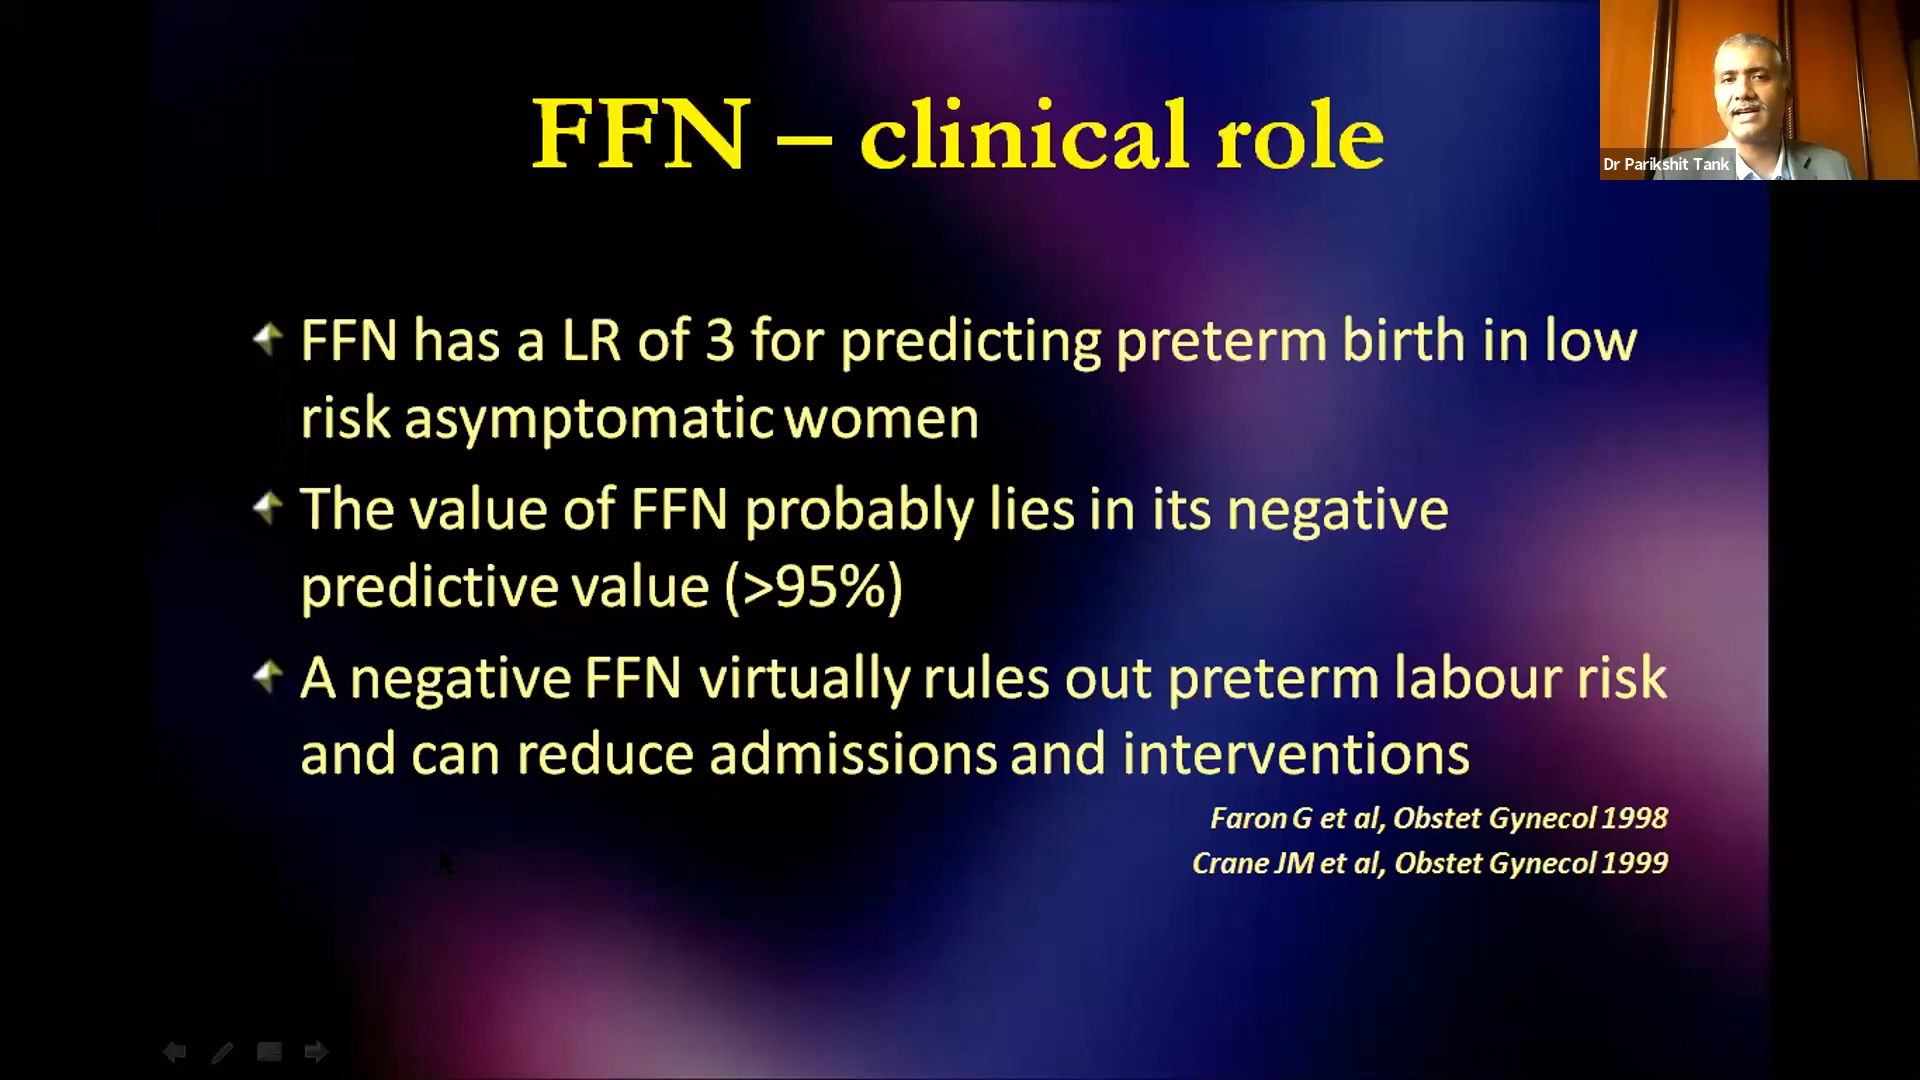 FFN – clinical role
Dr Parikshit Tank
FFN has a LR of 3 for predicting preterm birth in low
risk asymptomatic women
The value of FFN probably lies in its negative
predictive value (>95%)
A negative FFN virtually rules out preterm labour risk
and can reduce admissions and interventions
Faron G et al, Obstet Gynecol 1998
Crane JM et al, Obstet Gynecol 1999